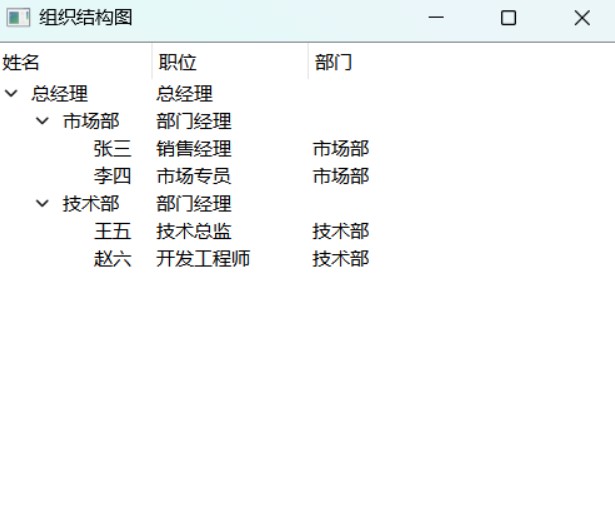 组织结构图
姓名 职位 部门
总经理 总经理
市场部 部门经理
张三 销售经理 市场部
李四 市场专员 市场部
技术部 部门经理
王五 技术总监 技术部
赵六 开发工程师 技术部